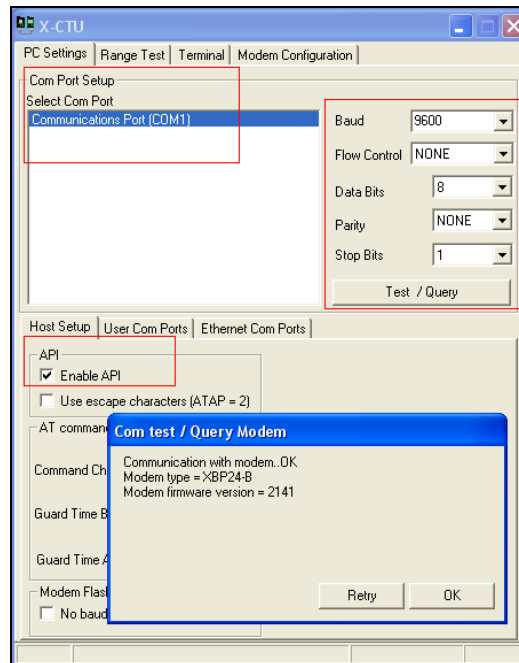 X-CTU
PC Settings Range Test Terminal Modem Configuration
Com Port Setup
Select Com Port
Communications Port (COM1)
Baud 9600
Flow Control NONE
Data Bits 8
Parity NONE
Stop Bits 1
Test / Query
Host Setup User Com Ports Ethernet Com Ports
API
Enable API
Use escape characters (ATAP = 2)
AT command
Command Ch
Guard Time B
Guard Time A
Modem Flas
No baud
Com test / Query Modem
Communication with modem..OK
Modem type = XBP24-B
Modem firmware version = 2141
Retry OK